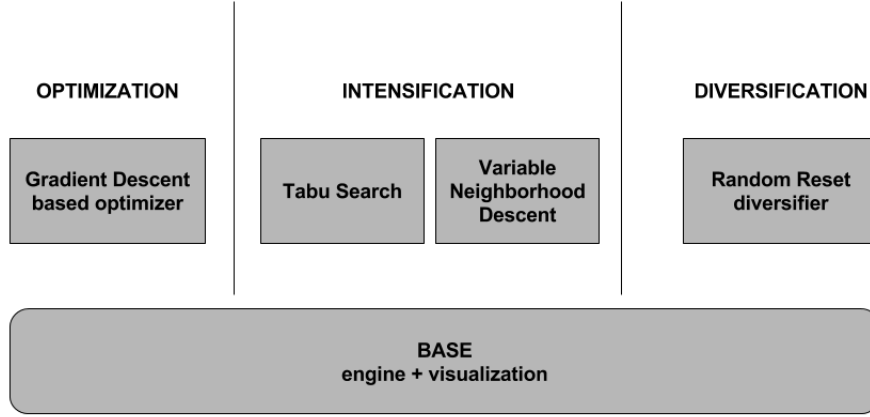 OPTIMIZATION
INTENSIFICATION
DIVERSIFICATION
Gradient Descent
based optimizer
Tabu Search
Variable
Neighborhood
Descent
Random Reset
diversifier
BASE
engine + visualization